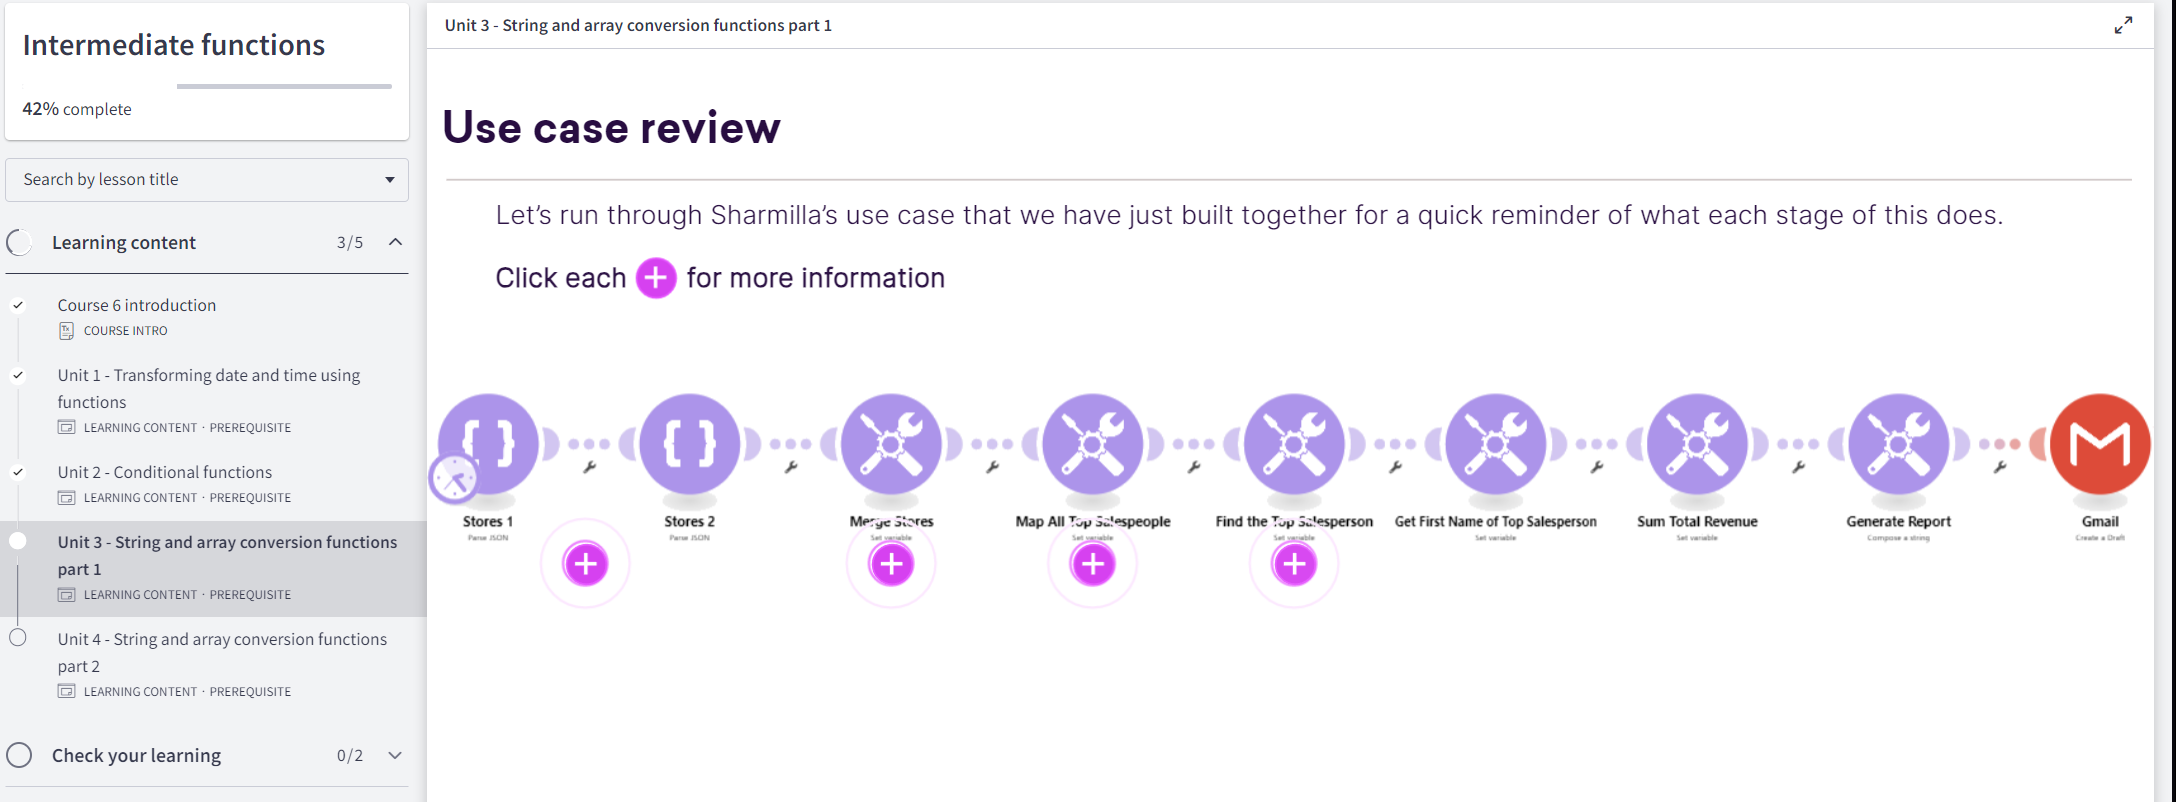 Intermediate functions
42% complete
Search by lesson title
Learning content 3/5
Course 6 introduction
COURSE INTRO
Unit 1 - Transforming date and time using
functions
LEARNING CONTENT · PREREQUISITE
Unit 2 - Conditional functions
LEARNING CONTENT · PREREQUISITE
Unit 3 - String and array conversion functions
part 1
LEARNING CONTENT · PREREQUISITE
Unit 4 - String and array conversion functions
part 2
LEARNING CONTENT · PREREQUISITE
Check your learning 0/2
Unit 3 - String and array conversion functions part 1
Use case review
Let’s run through Sharmilla’s use case that we have just built together for a quick reminder of what each stage of this does.
Click each + for more information
Stores 1
Parse JSON
Stores 2
Parse JSON
Merge Stores
Set variable
Map All Top Salespeople
Set variable
Find the Top Salesperson
Set variable
Get First Name of Top Salesperson
Set variable
Sum Total Revenue
Set variable
Generate Report
Compose a string
Gmail
Create a Draft